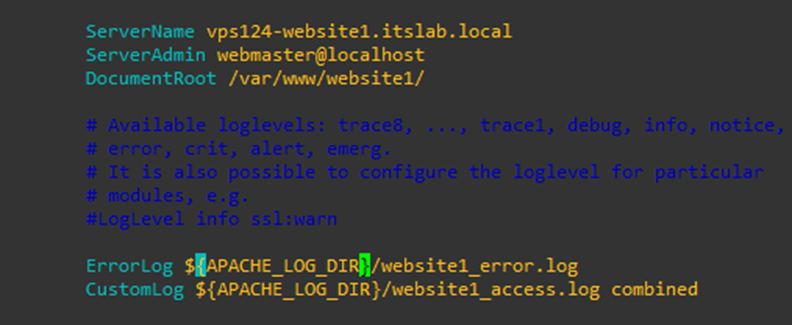 ServerName vps124-website1.itslab.local
ServerAdmin webmaster@localhost
DocumentRoot /var/www/website1/
# Available loglevels: trace8, ..., trace1, debug, info, notice,
# error, crit, alert, emerg.
# It is also possible to configure the loglevel for particular
# modules, e.g.
#LogLevel info ssl:warn
ErrorLog ${APACHE_LOG_DIR}/website1_error.log
CustomLog ${APACHE_LOG_DIR}/website1_access.log combined